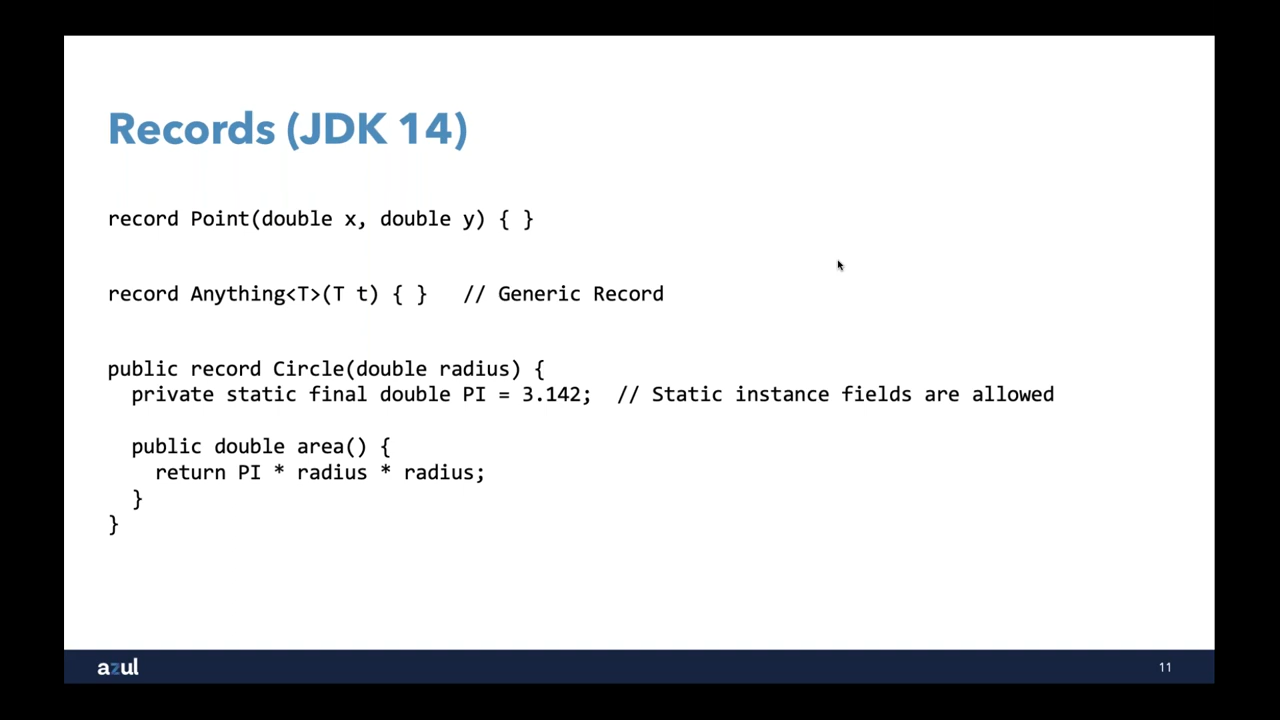 Records (JDK 14)
record Point(double x, double y) { }
record Anything<T>(T t) { }   // Generic Record
public record Circle(double radius) {
  private static final double PI = 3.142;  // Static instance fields are allowed
  public double area() {
    return PI * radius * radius;
  }
}
azul
11